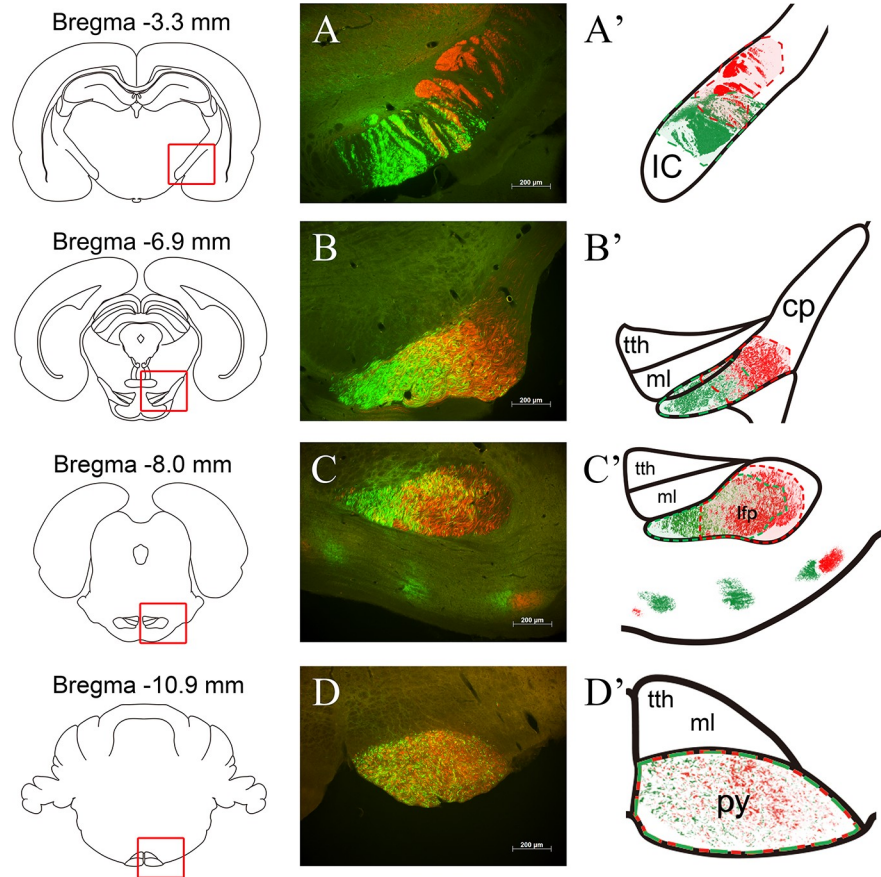 Bregma -3.3 mm
A
200 µm
A’
IC
Bregma -6.9 mm
B
200 µm
B’
cp
tth
ml
Bregma -8.0 mm
C
200 µm
C’
tth
ml
lfp
Bregma -10.9 mm
D
200 µm
D’
tth
ml
py